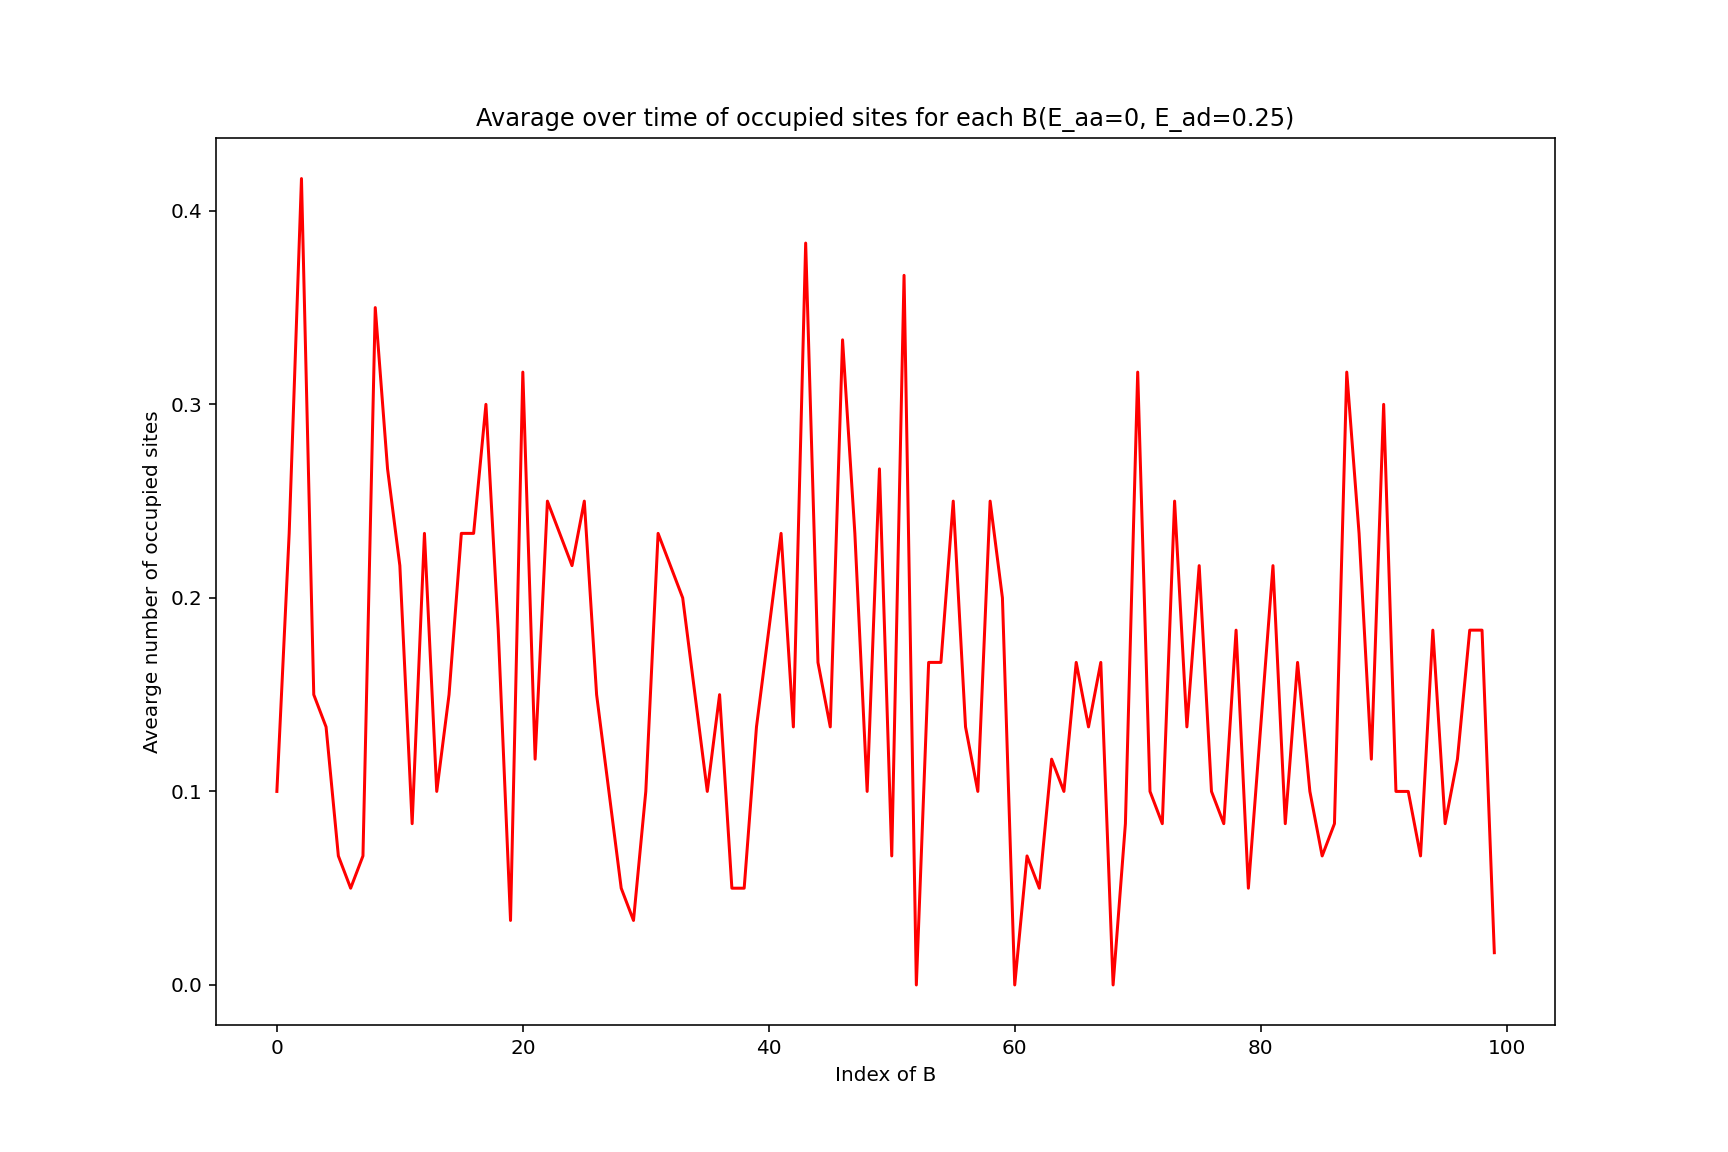 Avarage over time of occupied sites for each B(E_aa=0, E_ad=0.25)
Avearge number of occupied sites
0.4
0.3
0.2
0.1
0.0
0 20 40 60 80 100
Index of B